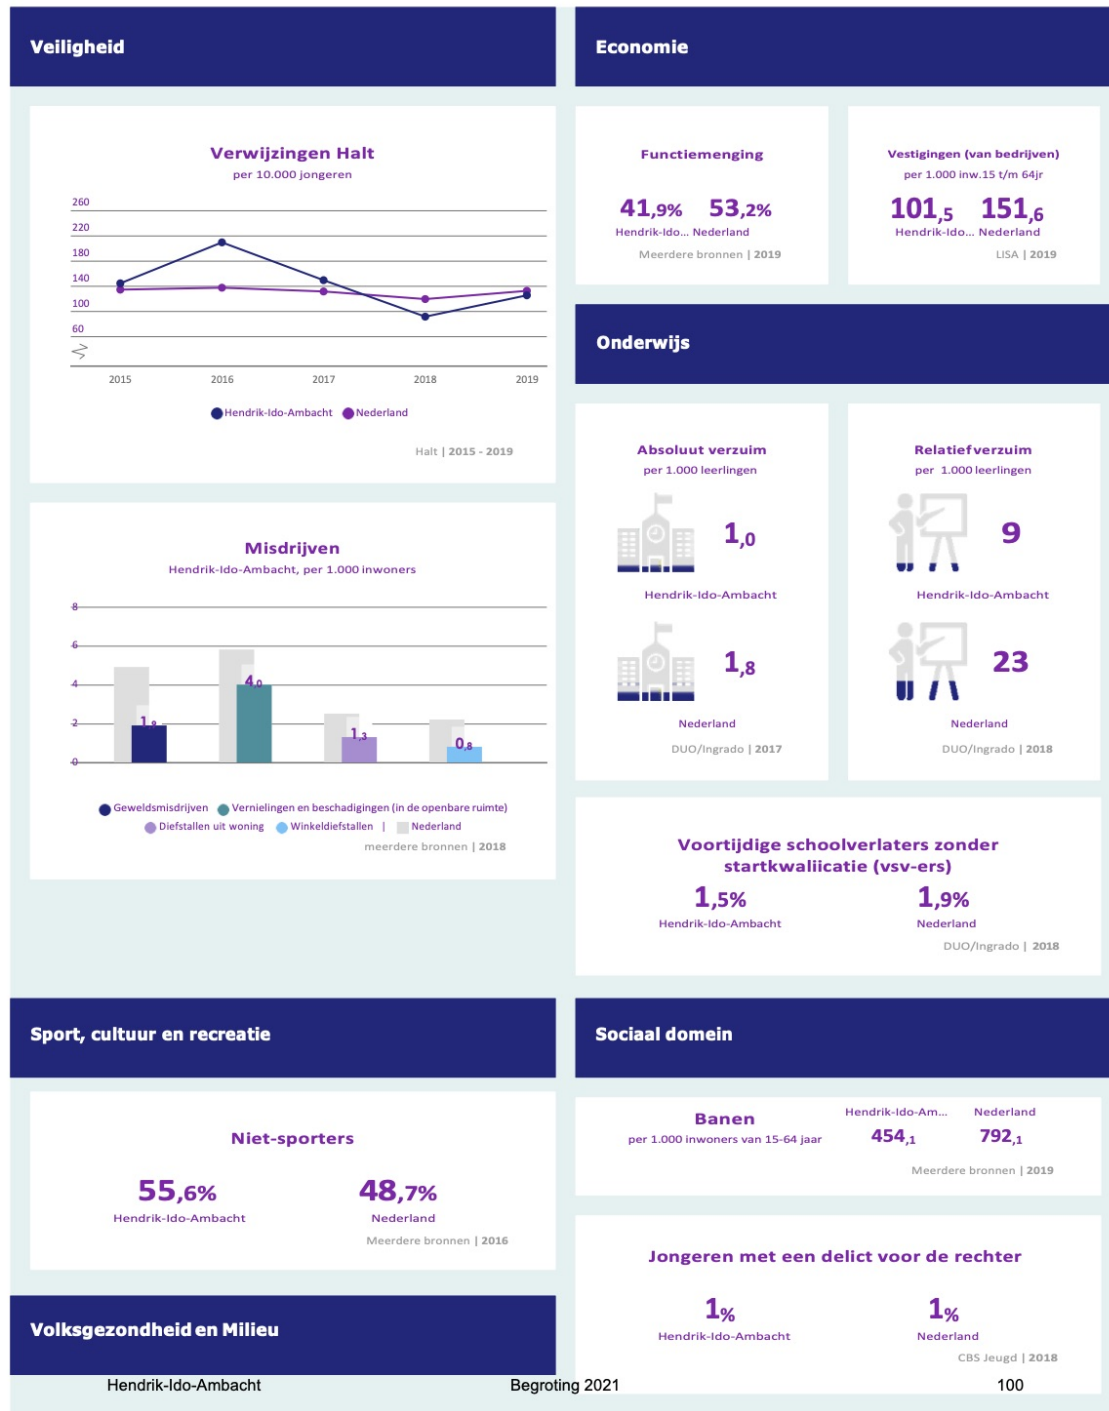 Veiligheid
Verwijzingen Halt
per 10.000 jongeren
260
220
180
140
100
60
2015 2016 2017 2018 2019
Hendrik-Ido-Ambacht Nederland
Halt | 2015 - 2019
Misdrijven
Hendrik-Ido-Ambacht, per 1.000 inwoners
8
6
4
2
0
1,9 4,0 1,3 0,8
Geweldsmisdrijven Vernielingen en beschadigingen (in de openbare ruimte)
Diefstallen uit woning Winkeldiefstallen | Nederland
meerdere bronnen | 2018
Economie
Functiemenging
41,9% 53,2%
Hendrik-Ido... Nederland
Meerdere bronnen | 2019
Vestigingen (van bedrijven)
per 1.000 inw.15 t/m 64jr
101,5 151,6
Hendrik-Ido... Nederland
LISA | 2019
Onderwijs
Absoluut verzuim
per 1.000 leerlingen
1,0
Hendrik-Ido-Ambacht
1,8
Nederland
DUO/Ingrado | 2017
Relatief verzuim
per 1.000 leerlingen
9
Hendrik-Ido-Ambacht
23
Nederland
DUO/Ingrado | 2018
Voortijdige schoolverlaters zonder
startkwaliicatie (vsv-ers)
1,5% 1,9%
Hendrik-Ido-Ambacht Nederland
DUO/Ingrado | 2018
Sport, cultuur en recreatie
Niet-sporters
55,6% 48,7%
Hendrik-Ido-Ambacht Nederland
Meerdere bronnen | 2016
Volksgezondheid en Milieu
Sociaal domein
Banen
per 1.000 inwoners van 15-64 jaar
Hendrik-Ido-Am... Nederland
454,1 792,1
Meerdere bronnen | 2019
Jongeren met een delict voor de rechter
1% 1%
Hendrik-Ido-Ambacht Nederland
CBS Jeugd | 2018
Hendrik-Ido-Ambacht Begroting 2021 100